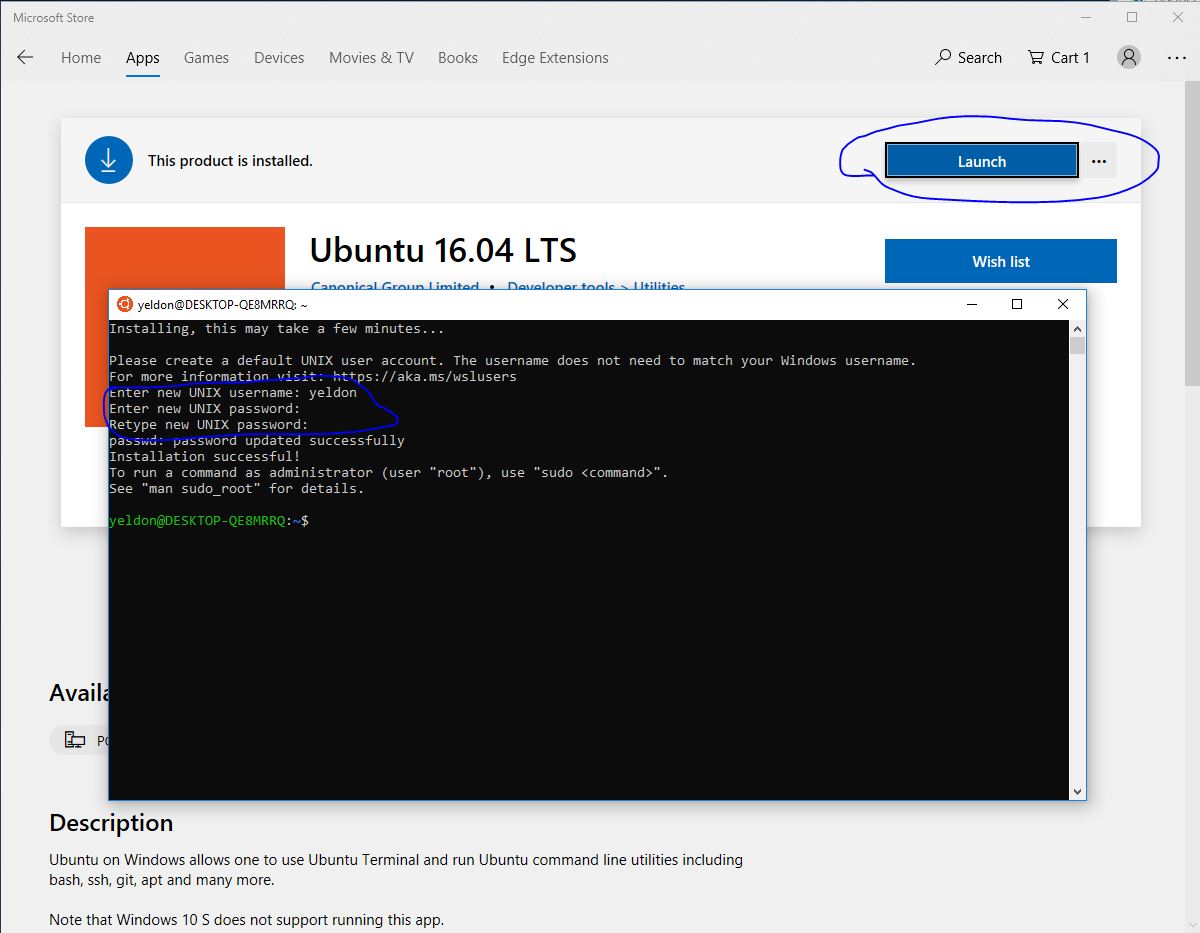 Microsoft Store
Home Apps Games Devices Movies & TV Books Edge Extensions Search Cart 1
This product is installed.
Launch
Ubuntu 16.04 LTS
Wish list
Canonical Group Limited • Developer tools > Utilities
yeldon@DESKTOP-QE8MRRQ: ~
Installing, this may take a few minutes...
Please create a default UNIX user account. The username does not need to match your Windows username.
For more information visit: https://aka.ms/wslusers
Enter new UNIX username: yeldon
Enter new UNIX password:
Retype new UNIX password:
passwd: password updated successfully
Installation successful!
To run a command as administrator (user "root"), use "sudo <command>".
See "man sudo_root" for details.
yeldon@DESKTOP-QE8MRRQ:~$
Description
Ubuntu on Windows allows one to use Ubuntu Terminal and run Ubuntu command line utilities including
bash, ssh, git, apt and many more.
Note that Windows 10 S does not support running this app.